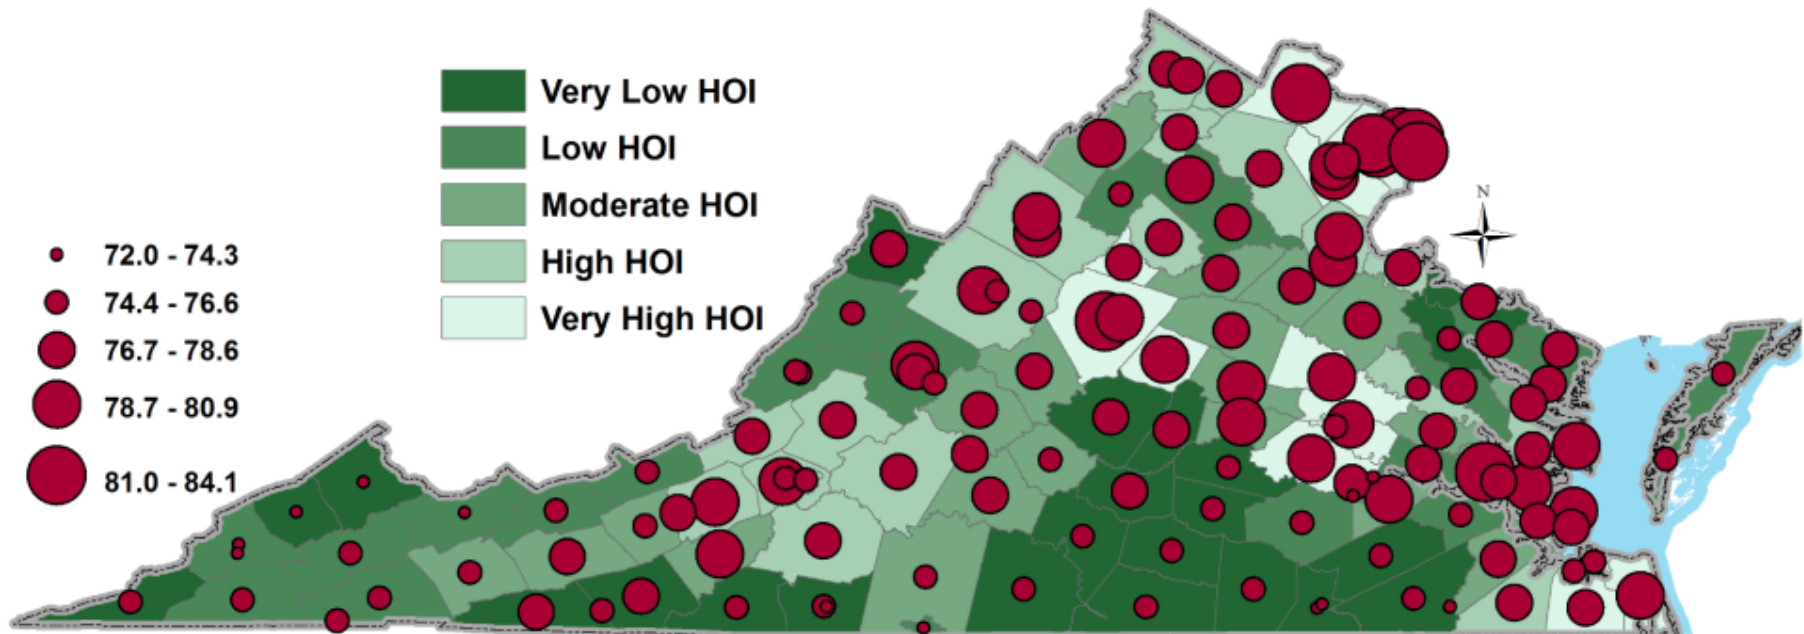 Very Low HOI
Low HOI
Moderate HOI
High HOI
Very High HOI
N
72.0 - 74.3
74.4 - 76.6
76.7 - 78.6
78.7 - 80.9
81.0 - 84.1